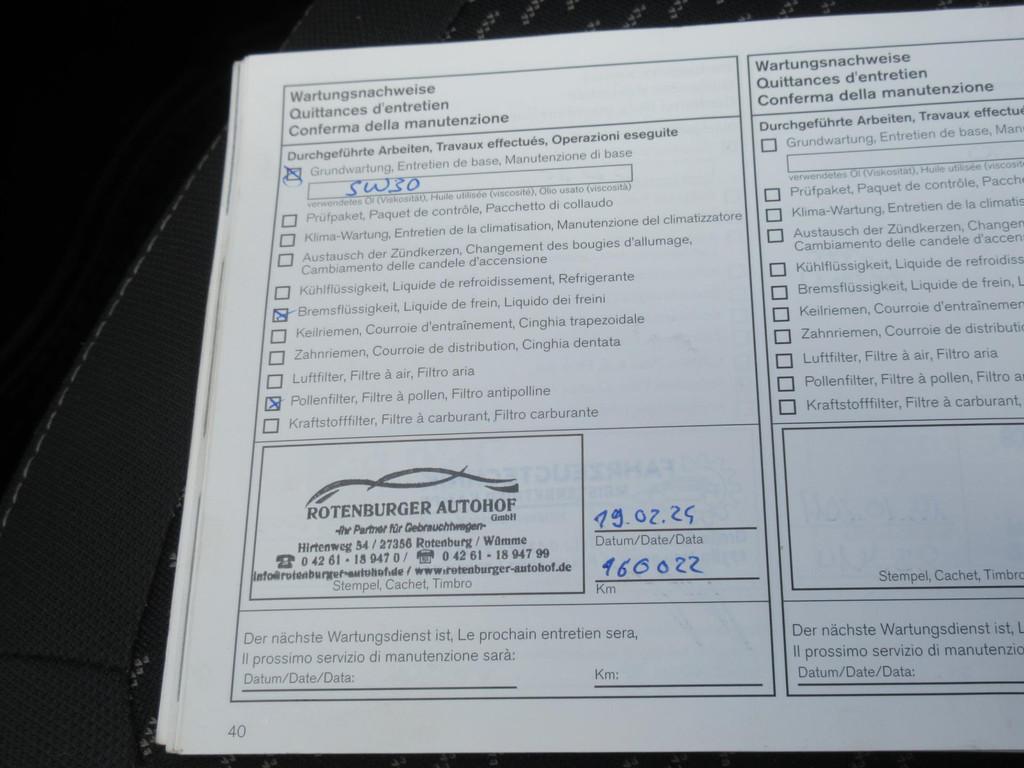 Wartungsnachweise
Quittances d'entretien
Conferma della manutenzione
Durchgeführte Arbeiten, Travaux effectués, Operazioni eseguite
Grundwartung, Entretien de base, Manutenzione di base
5W30
verwendetes Öl (Viskosität), Huile utilisée (viscosité), Olio usato (viscosità)
Prüfpaket, Paquet de contrôle, Pacchetto di collaudo
Klima-Wartung, Entretien de la climatisation, Manutenzione del climatizzatore
Austausch der Zündkerzen, Changement des bougies d'allumage,
Cambiamento delle candele d'accensione
Kühlflüssigkeit, Liquide de refroidissement, Refrigerante
Bremsflüssigkeit, Liquide de frein, Liquido dei freini
Keilriemen, Courroie d'entraînement, Cinghia trapezoidale
Zahnriemen, Courroie de distribution, Cinghia dentata
Luftfilter, Filtre à air, Filtro aria
Pollenfilter, Filtre à pollen, Filtro antipolline
Kraftstofffilter, Filtre à carburant, Filtro carburante
ROTENBURGER AUTOHOF
GmbH
-Ihr Partner für Gebrauchtwagen-
Hirtenweg 54 / 27356 Rotenburg / Wümme
0 42 61 - 18 947 0 / 0 42 61 - 18 947 99
info@rotenburger-autohof.de / www.rotenburger-autohof.de
Stempel, Cachet, Timbro
19.02.24
Datum/Date/Data
166022
Km
Der nächste Wartungsdienst ist, Le prochain entretien sera,
Il prossimo servizio di manutenzione sarà:
Datum/Date/Data:
Km:
40
Wartungsnachweise
Quittances d'entretien
Conferma della manutenzione
Durchgeführte Arbeiten, Travaux effectu
Grundwartung, Entretien de base, Man
verwendetes Öl (Viskosität), Huile utilisée (viscosité
Prüfpaket, Paquet de contrôle, Pacche
Klima-Wartung, Entretien de la climatis
Austausch der Zündkerzen, Changem
Cambiamento delle candele d'accens
Kühlflüssigkeit, Liquide de refroidiss
Bremsflüssigkeit, Liquide de frein, L
Keilriemen, Courroie d'entraînemen
Zahnriemen, Courroie de distributio
Luftfilter, Filtre à air, Filtro aria
Pollenfilter, Filtre à pollen, Filtro a
Kraftstofffilter, Filtre à carburant,
Stempel, Cachet, Timbro
Der nächste Wartungsdienst ist, L
Il prossimo servizio di manutenzio
Datum/Date/Data: